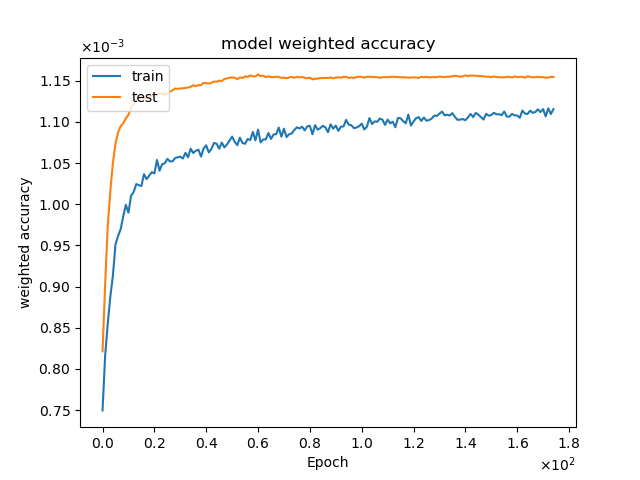 ×10⁻³
model weighted accuracy
train
test
1.15
1.10
1.05
1.00
0.95
0.90
0.85
0.80
0.75
weighted accuracy
0.0 0.2 0.4 0.6 0.8 1.0 1.2 1.4 1.6 1.8
Epoch
×10²